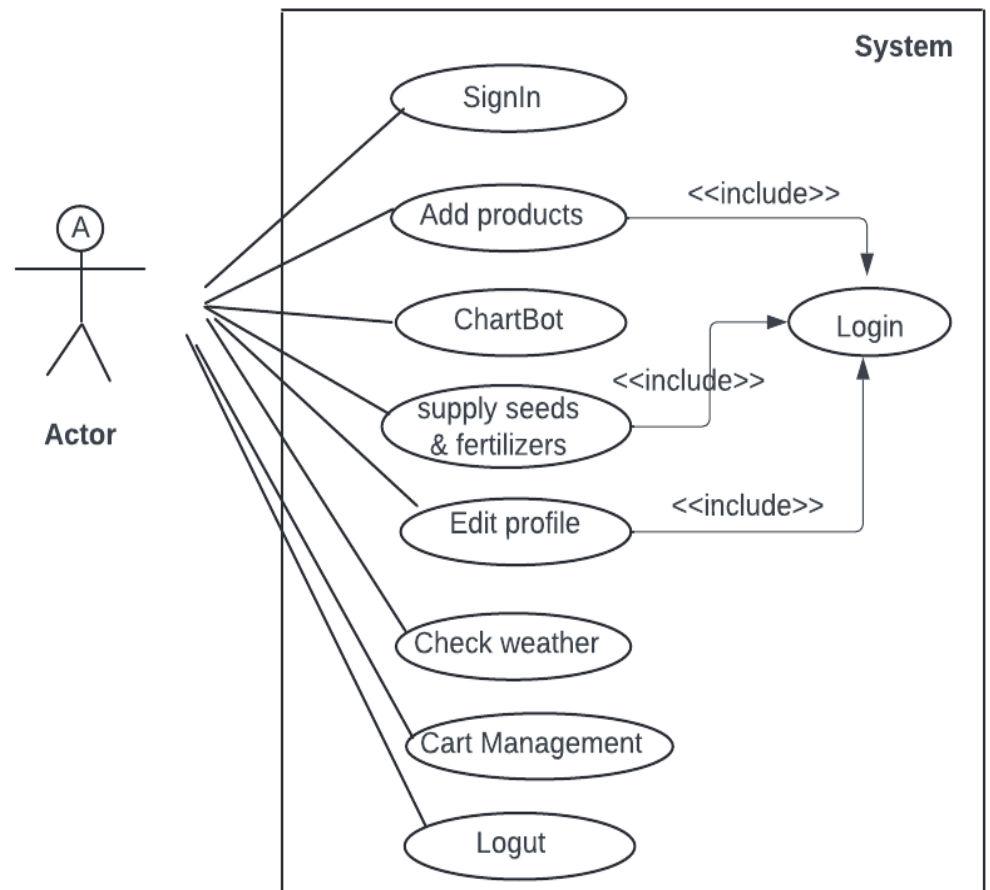 System
SignIn
<<include>>
Add products
A
ChartBot
Login
<<include>>
supply seeds
& fertilizers
Actor
<<include>>
Edit profile
Check weather
Cart Management
Logut